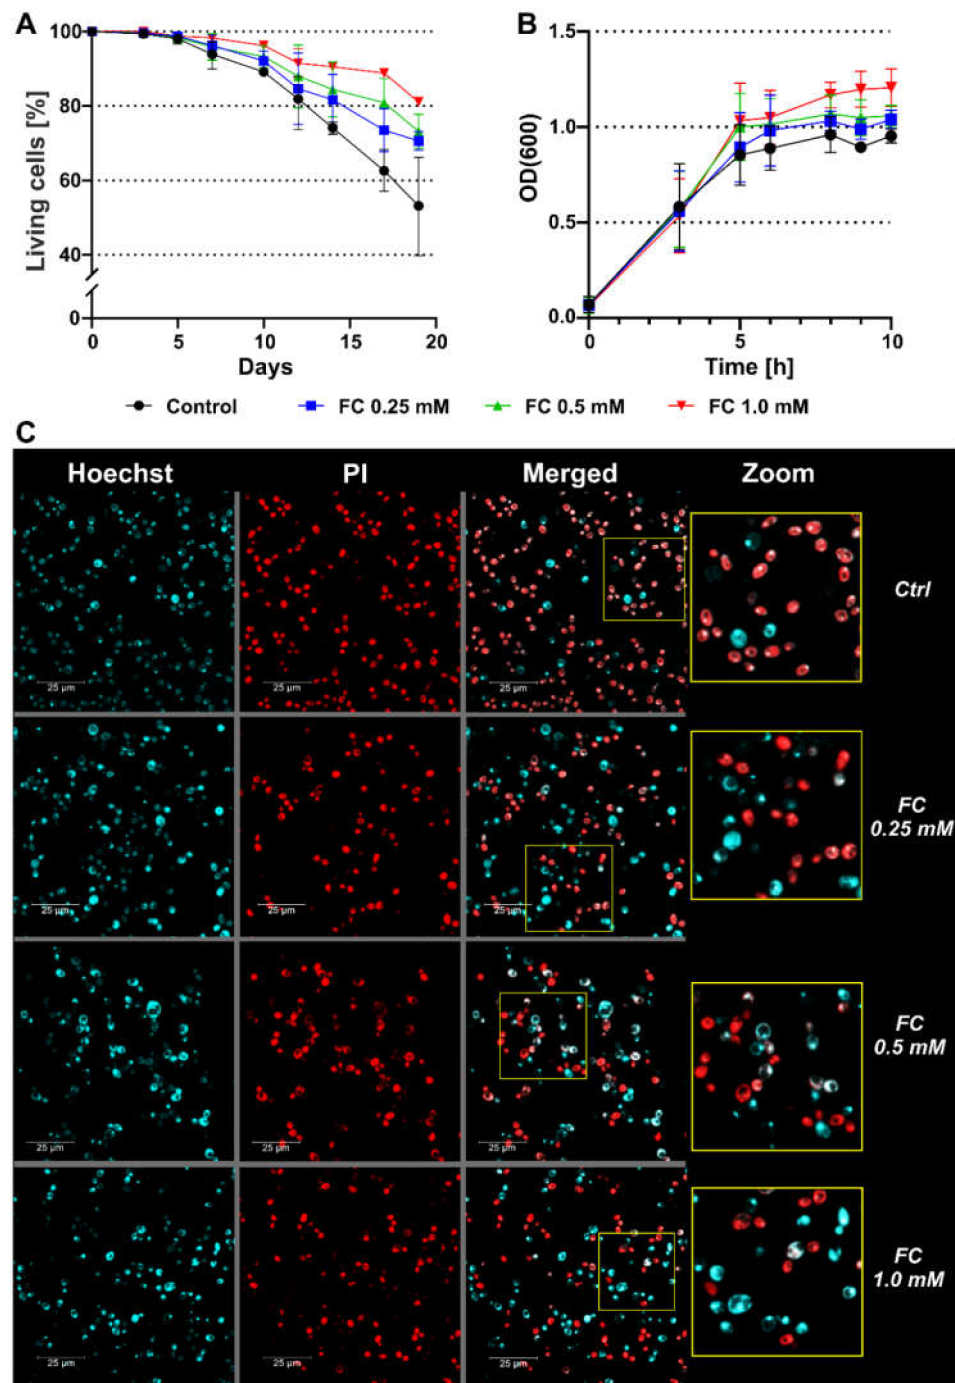 A
Living cells [%]
100
80
60
40
0
0 5 10 15 20
Days
B
OD(600)
1.5
1.0
0.5
0.0
0 5 10
Time [h]
Control FC 0.25 mM FC 0.5 mM FC 1.0 mM
C
Hoechst PI Merged Zoom
Ctrl
25 µm 25 µm 25 µm
FC
0.25 mM
25 µm 25 µm 25 µm
FC
0.5 mM
25 µm 25 µm 25 µm
FC
1.0 mM
25 µm 25 µm 25 µm